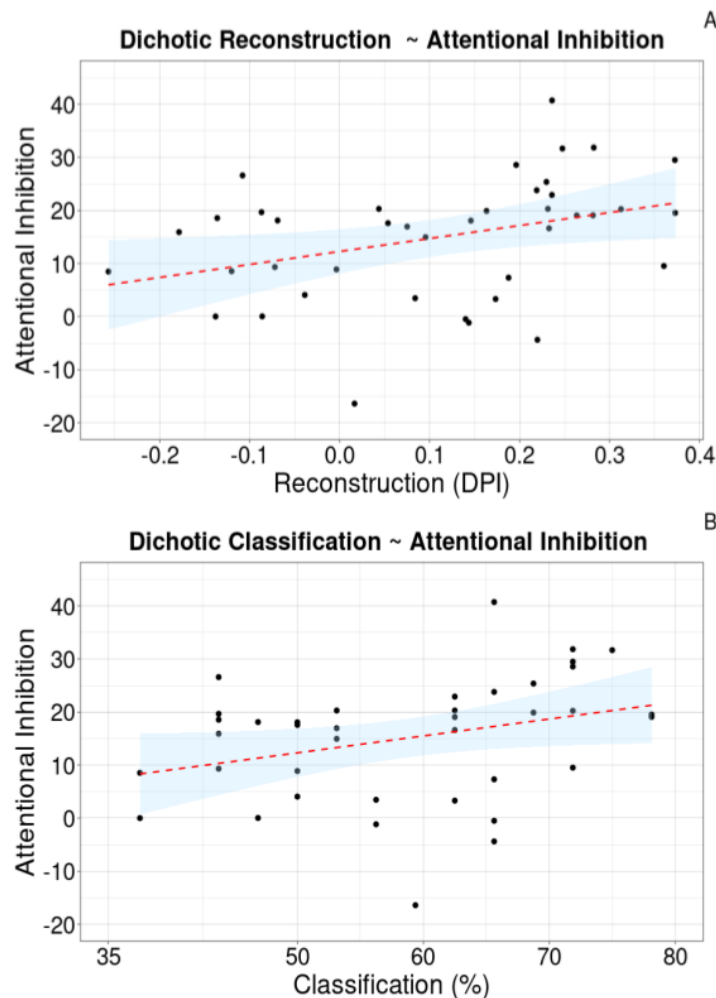 A
Dichotic Reconstruction ~ Attentional Inhibition
Attentional Inhibition
40
30
20
10
0
-10
-20
-0.2 -0.1 0.0 0.1 0.2 0.3 0.4
Reconstruction (DPI)
B
Dichotic Classification ~ Attentional Inhibition
Attentional Inhibition
40
30
20
10
0
-10
-20
35 50 60 70 80
Classification (%)